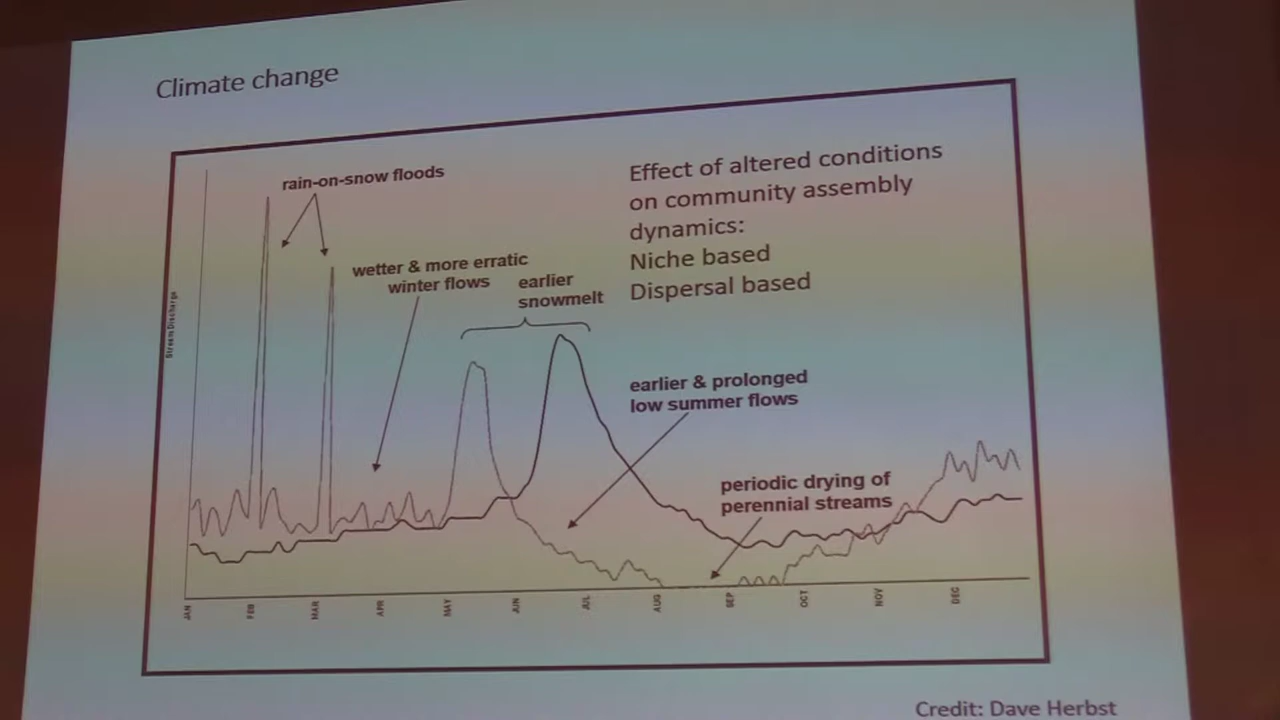 Climate change
rain-on-snow floods
Effect of altered conditions
on community assembly
dynamics:
Niche based
Dispersal based
wetter & more erratic
winter flows
earlier
snowmelt
Stream Discharge
earlier & prolonged
low summer flows
periodic drying of
perennial streams
JAN
FEB
MAR
APR
MAY
JUN
JUL
AUG
SEP
OCT
NOV
DEC
Credit: Dave Herbst